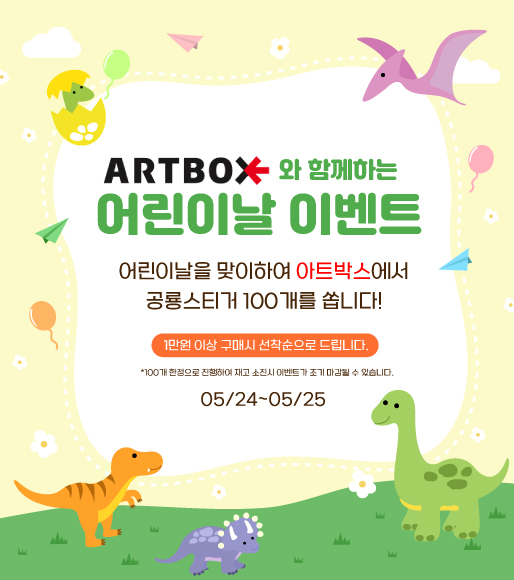 ARTBOX 와 함께하는
어린이날 이벤트
어린이날을 맞이하여 아트박스에서
공룡스티거 100개를 쏩니다!
1만원 이상 구매시 선착순으로 드립니다.
*100개 한정으로 진행하여 재고 소진시 이벤트가 조기 마감될 수 있습니다.
05/24~05/25